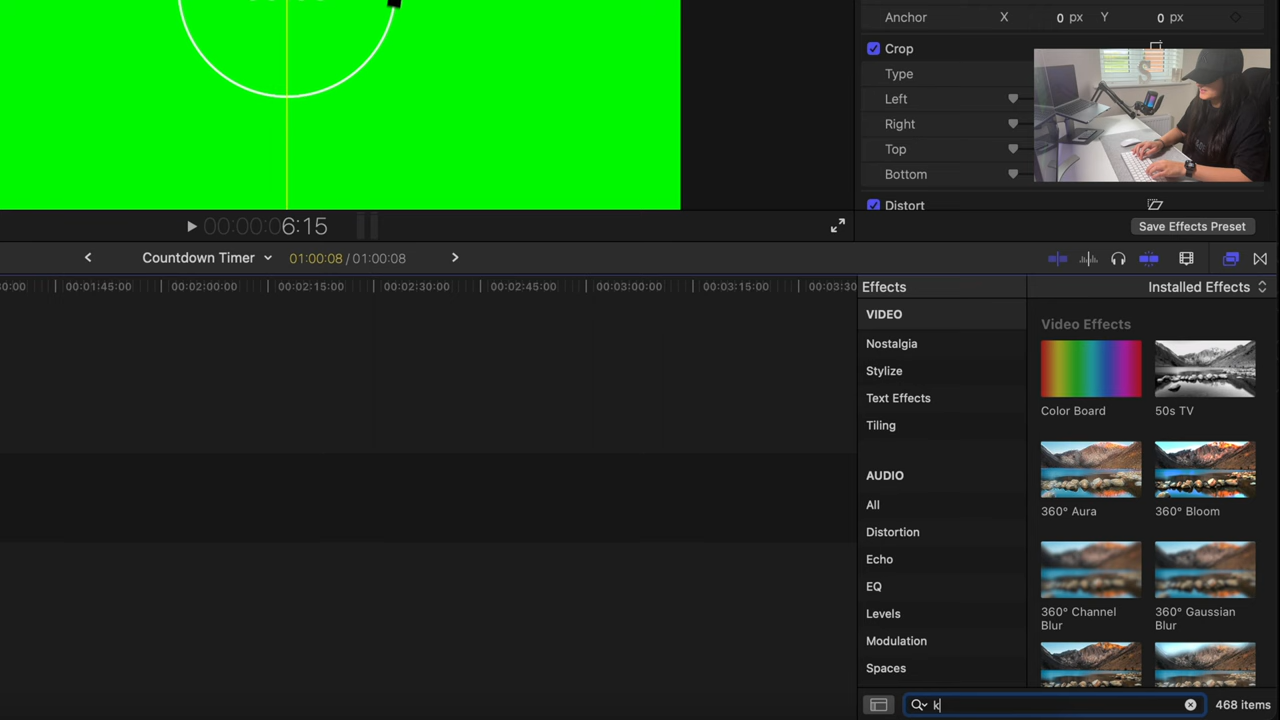 Anchor X 0 px Y 0 px
Crop
Type
Left
Right
Top
Bottom
Distort
00:00:06:15
Save Effects Preset
Countdown Timer 01:00:08 / 01:00:08
00:01:45:00 00:02:00:00 00:02:15:00 00:02:30:00 00:02:45:00 00:03:00:00 00:03:15:00 00:03:30
Effects
Installed Effects
VIDEO
Nostalgia
Stylize
Text Effects
Tiling
AUDIO
All
Distortion
Echo
EQ
Levels
Modulation
Spaces
Video Effects
Color Board
50s TV
360° Aura
360° Bloom
360° Channel
Blur
360° Gaussian
Blur
k
468 items